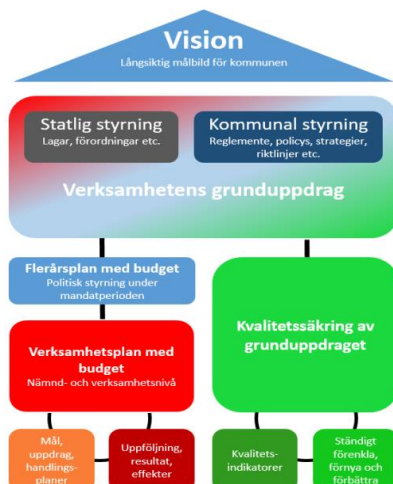 Vision
Långsiktig målbild för kommunen
Statlig styrning
Lagar, förordningar etc.
Kommunal styrning
Reglemente, policys, strategier,
riktlinjer etc.
Verksamhetens grunduppdrag
Flerårsplan med budget
Politisk styrning under
mandatperioden
Verksamhetsplan med
budget
Nämnd- och verksamhetsnivå
Kvalitetssäkring av
grunduppdraget
Mål,
uppdrag,
handlings-
planer
Uppföljning,
resultat,
effekter
Kvalitets-
indikatorer
Ständigt
förenkla,
förnya och
förbättra